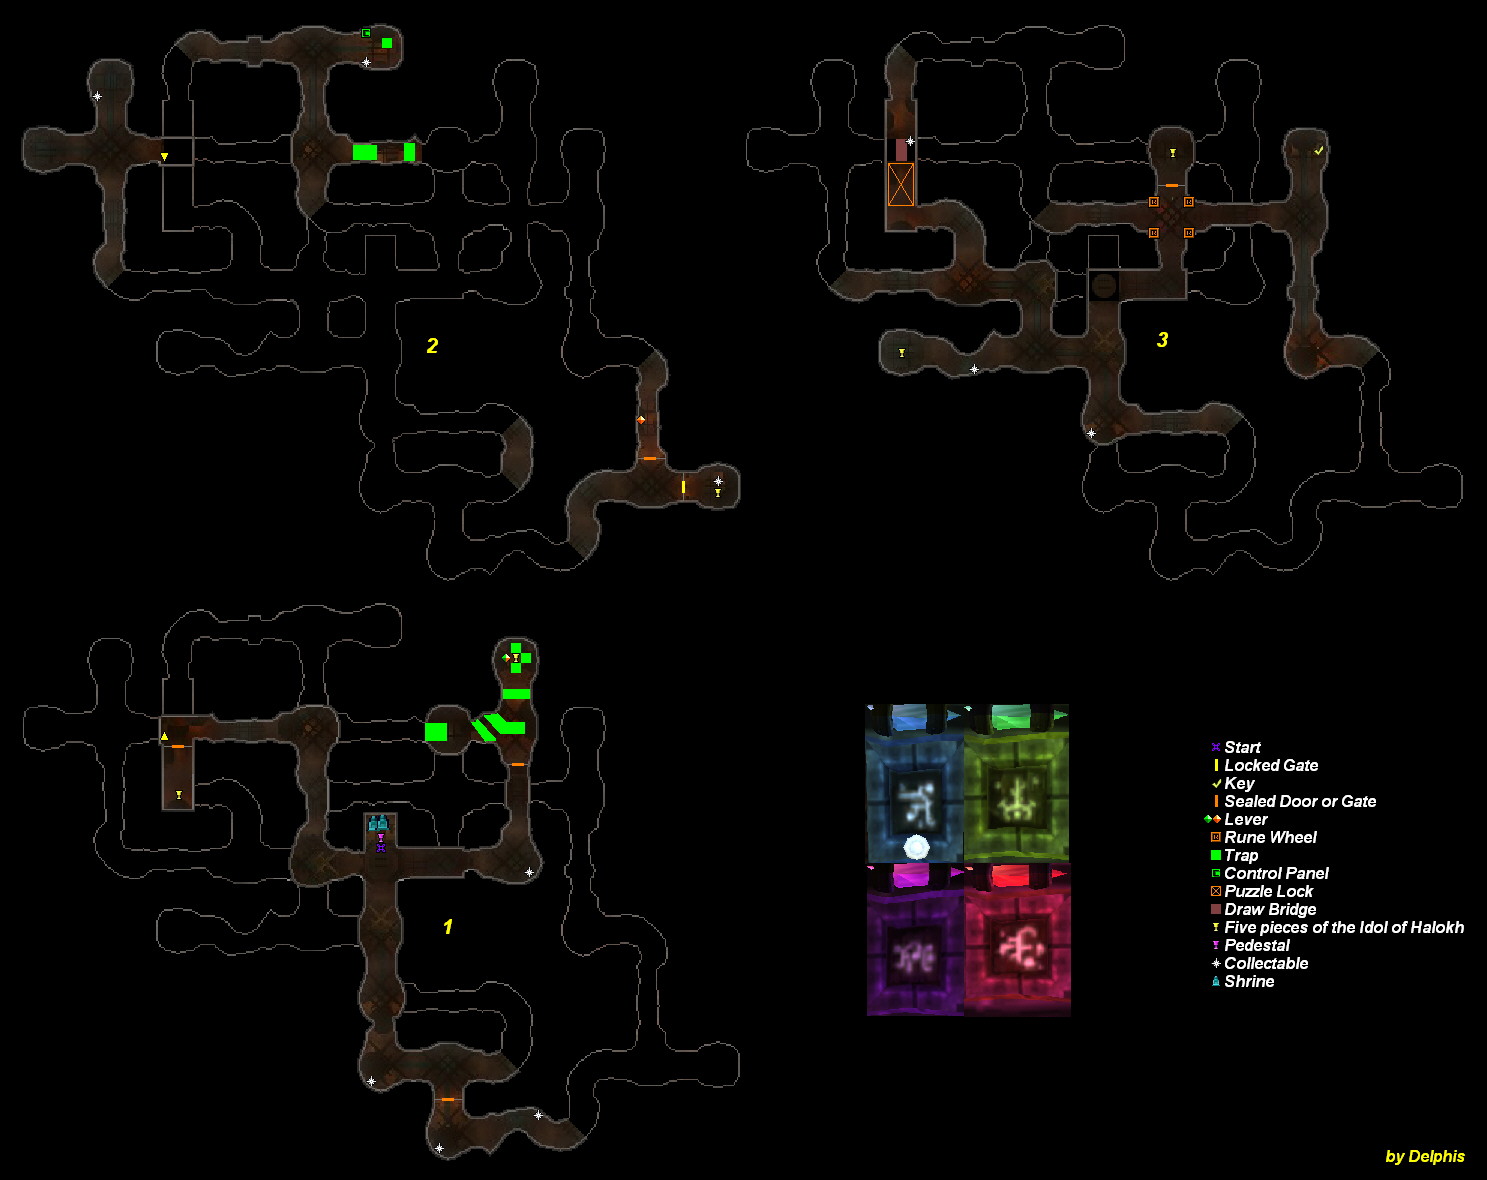 2
3
1
Start
Locked Gate
Key
Sealed Door or Gate
Lever
Rune Wheel
Trap
Control Panel
Puzzle Lock
Draw Bridge
Five pieces of the Idol of Halokh
Pedestal
Collectable
Shrine
by Delphis